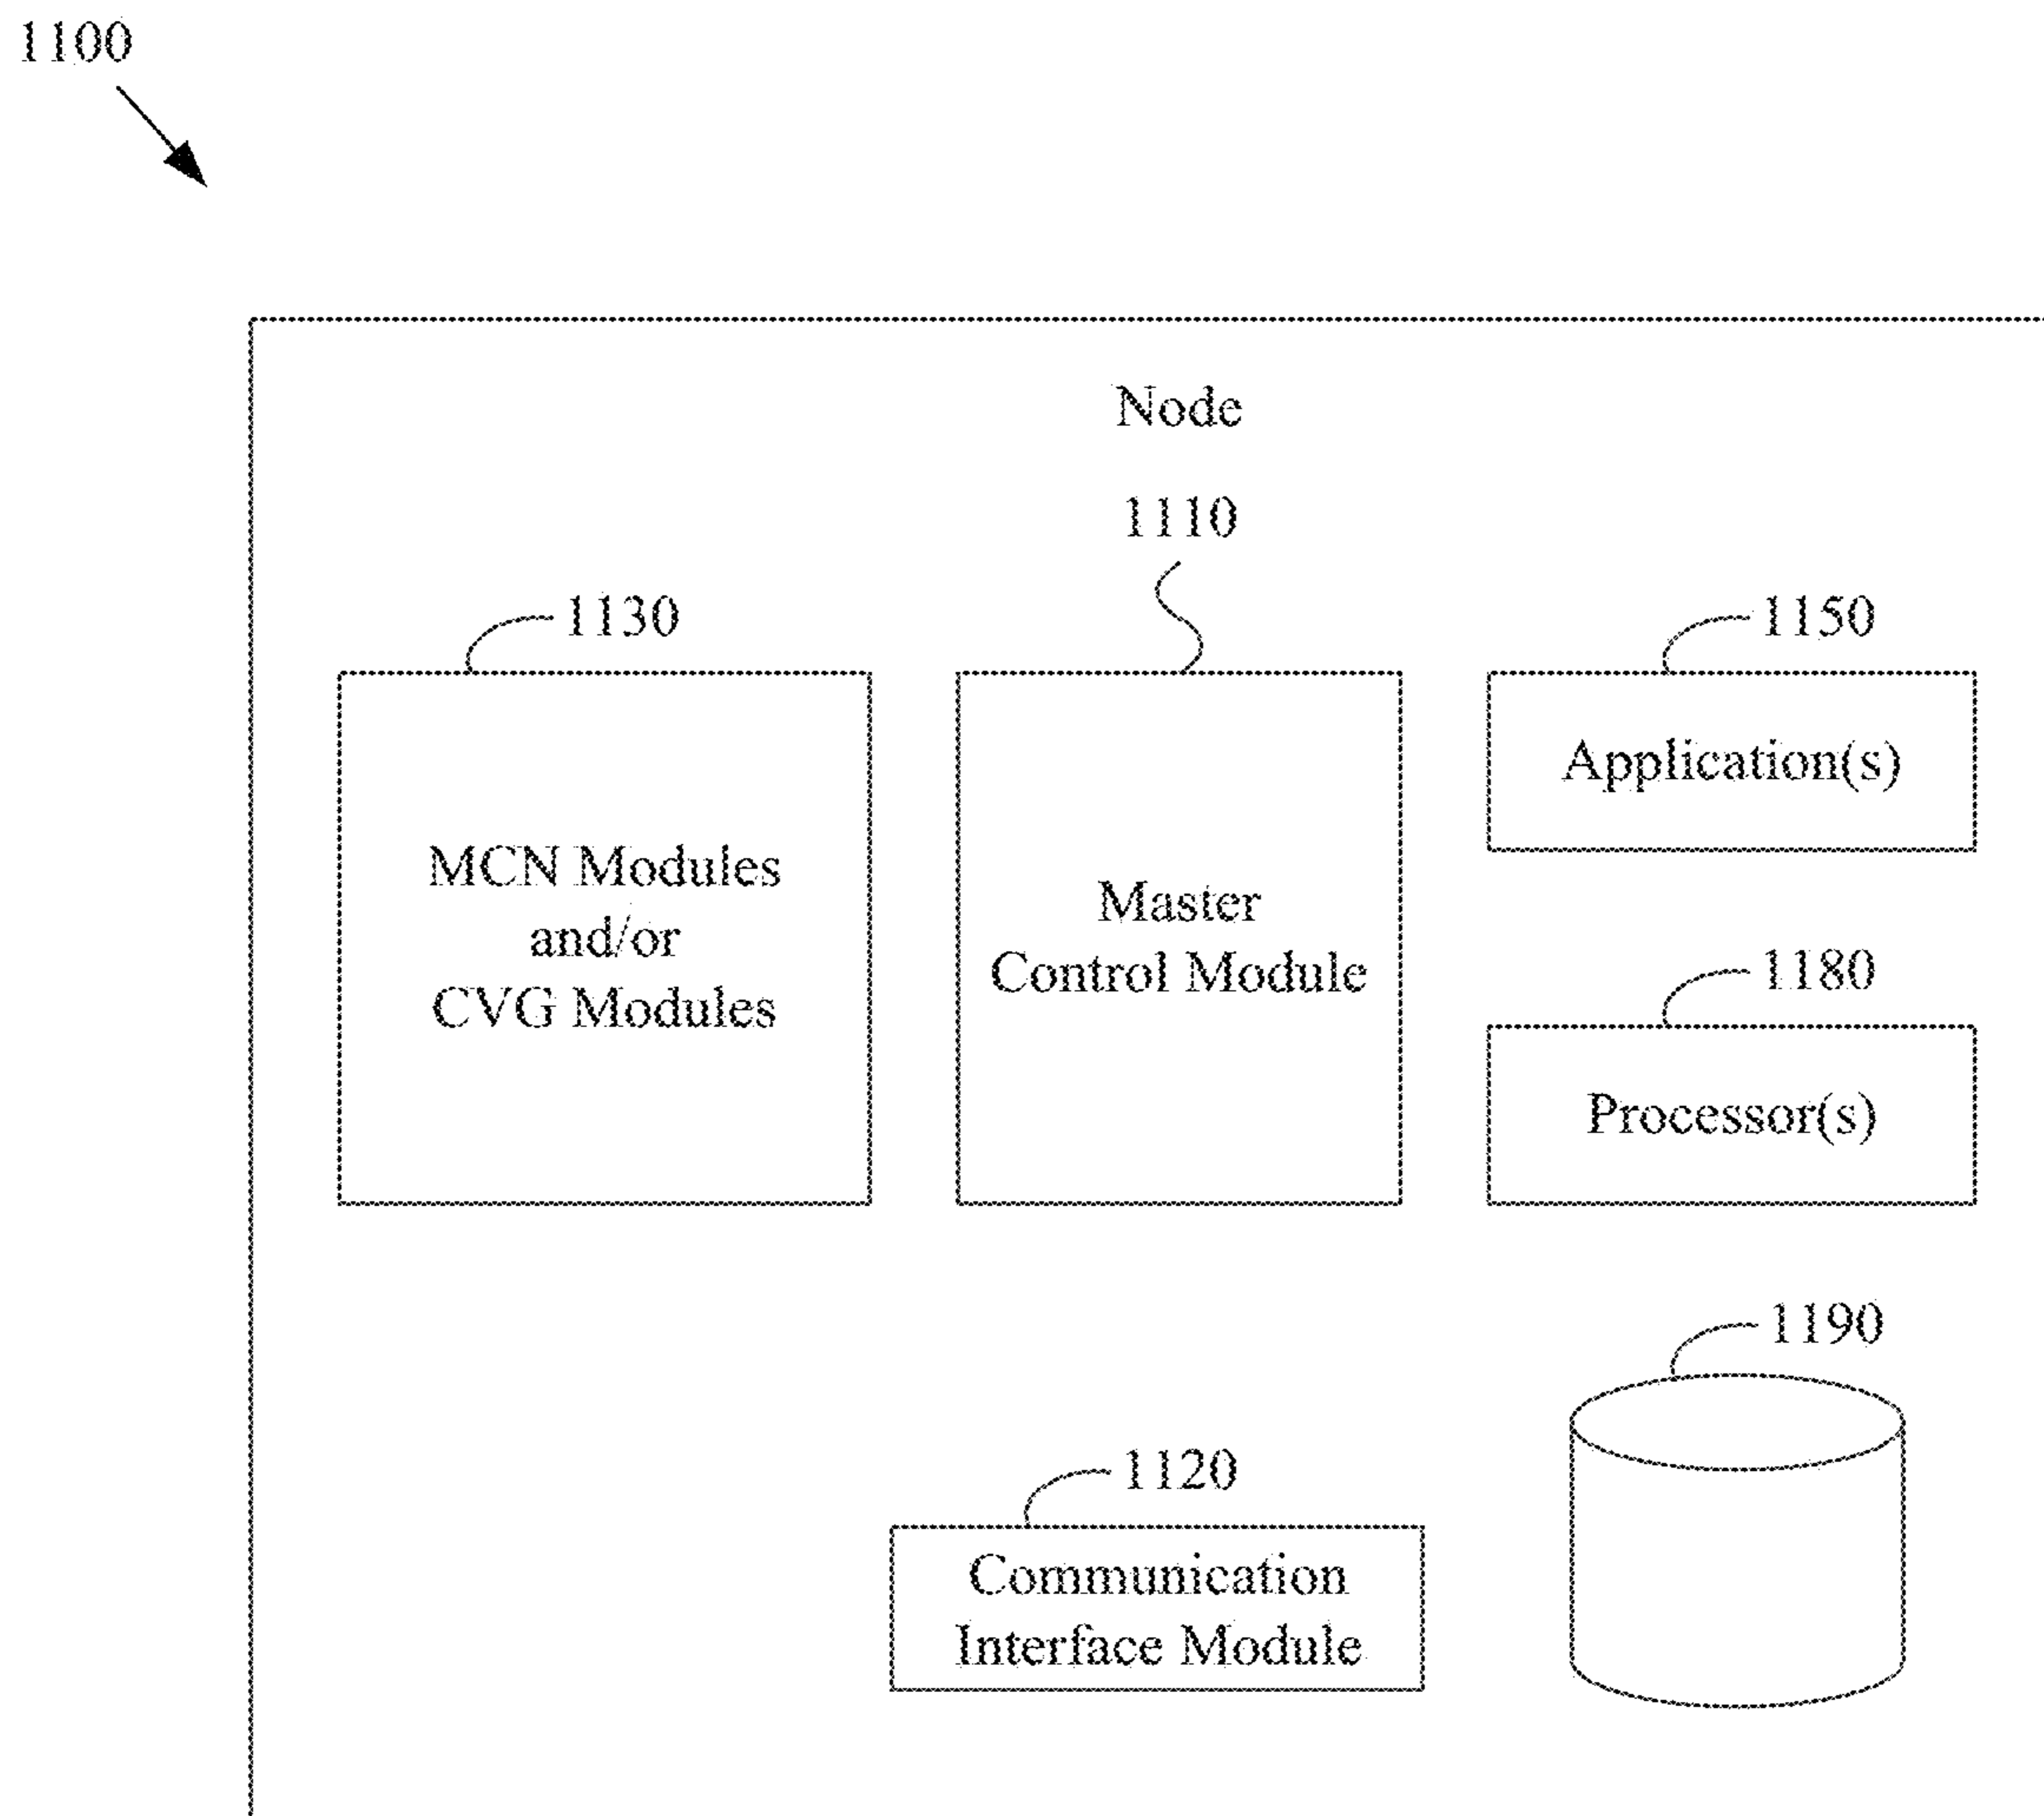 1100
Node
1110
1130
1150
MCN Modules
and/or
CVG Modules
Master
Control Module
Application(s)
1180
Processor(s)
1190
1120
Communication
Interface Module